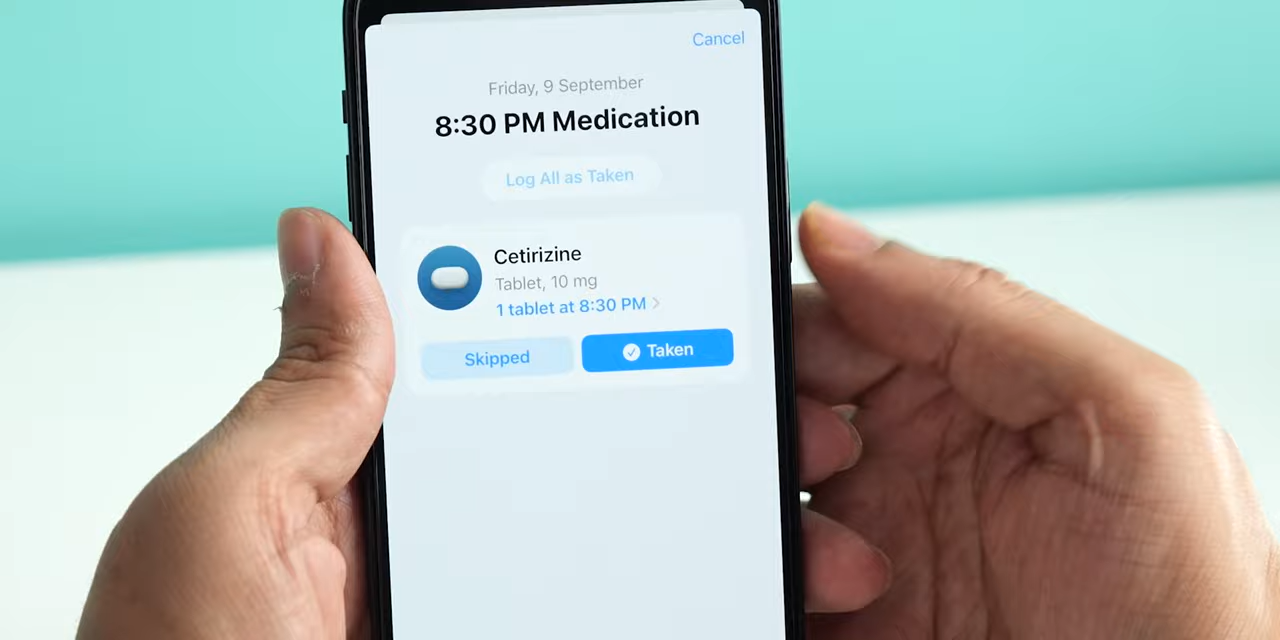 Cancel
Friday, 9 September
8:30 PM Medication
Log All as Taken
Cetirizine
Tablet, 10 mg
1 tablet at 8:30 PM
Skipped
Taken